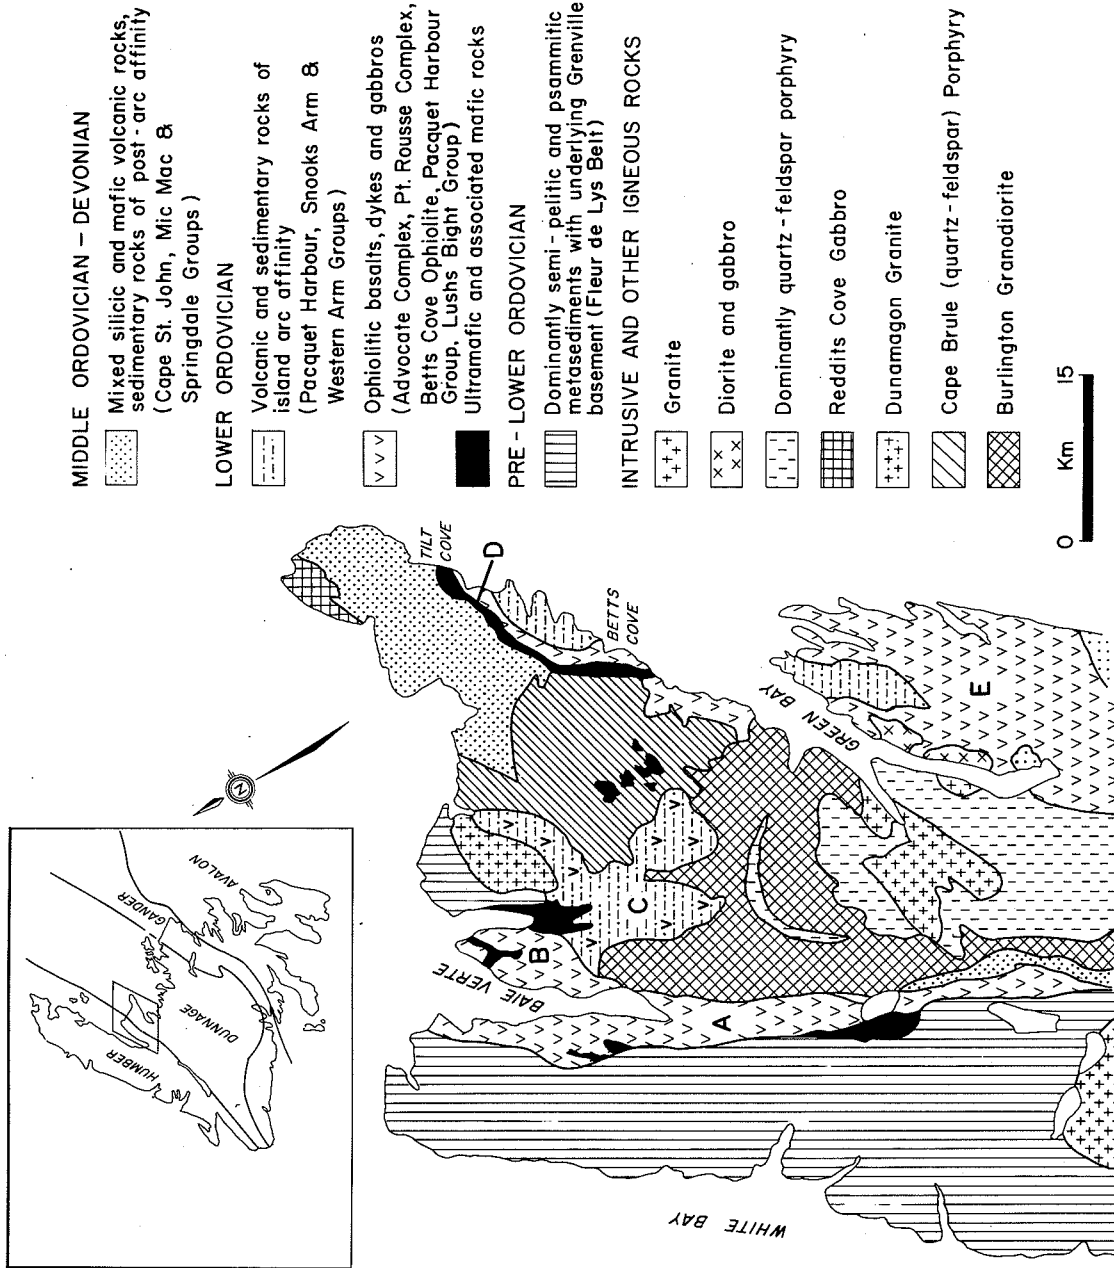 MIDDLE ORDOVICIAN – DEVONIAN
Mixed silicic and mafic volcanic rocks,
sedimentary rocks of post-arc affinity
(Cape St. John, Mic Mac &
Springdale Groups)
LOWER ORDOVICIAN
Volcanic and sedimentary rocks of
island arc affinity
(Pacquet Harbour, Snooks Arm &
Western Arm Groups)
Ophiolitic basalts, dykes and gabbros
(Advocate Complex, Pt. Rousse Complex,
Betts Cove Ophiolite, Pacquet Harbour
Group, Lushs Bight Group)
Ultramafic and associated mafic rocks
PRE-LOWER ORDOVICIAN
Dominantly semi-pelitic and psammitic
metasediments with underlying Grenville
basement (Fleur de Lys Belt)
INTRUSIVE AND OTHER IGNEOUS ROCKS
Granite
Diorite and gabbro
Dominantly quartz-feldspar porphyry
Reddits Cove Gabbro
Dunamagon Granite
Cape Brule (quartz-feldspar) Porphyry
Burlington Granodiorite
0 Km 15
HUMBER
DUNNAGE
GANDER
AVALON
N
TILT
COVE
D
BETTS
COVE
GREEN BAY
E
C
B
BAIE VERTE
A
WHITE BAY